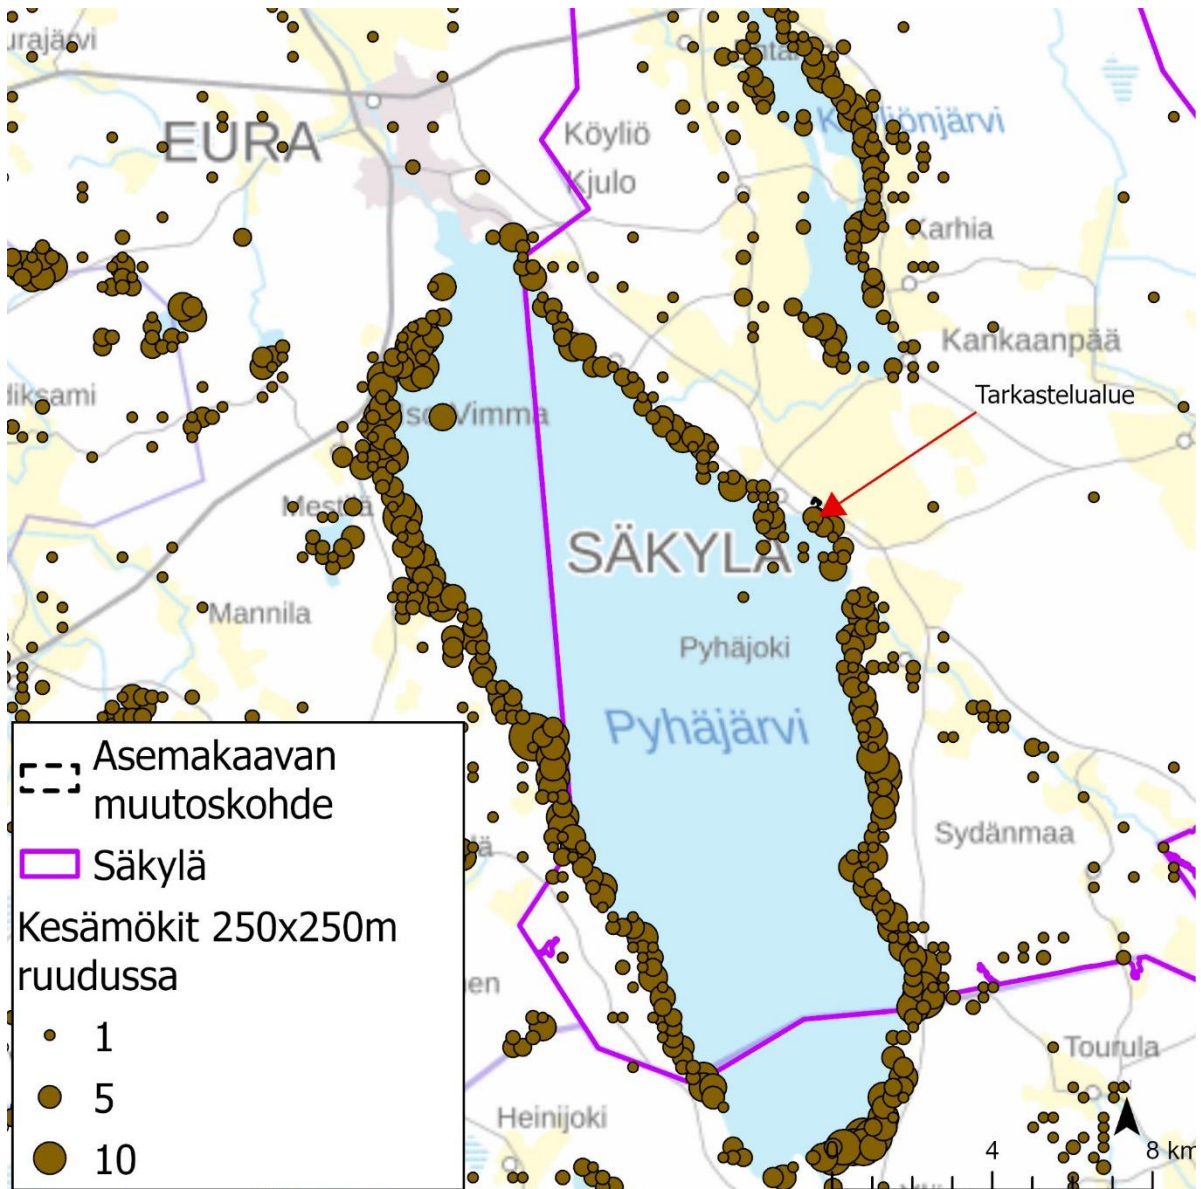 EURA
Köyliö
Kjulo
Karhia
Kankaanpää
Tarkastelualue
Iso Vimma
Mestilä
SÄKYLÄ
Mannila
Pyhäjoki
Pyhäjärvi
Sydänmaa
Tourula
Heinijoki
Asemakaavan
muutoskohde
Säkylä
Kesämökit 250x250m
ruudussa
1
5
10
0 4 8 km